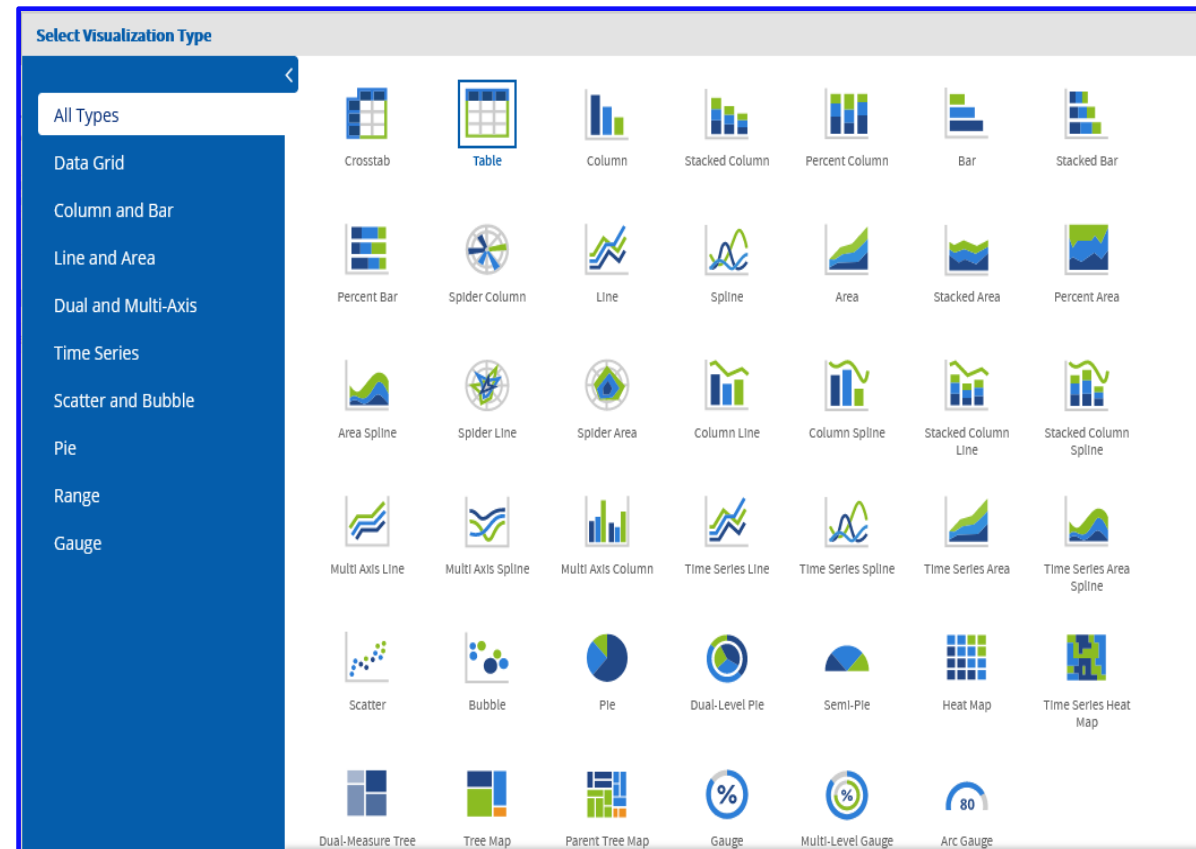 Select Visualization Type
All Types
Data Grid
Column and Bar
Line and Area
Dual and Multi-Axis
Time Series
Scatter and Bubble
Pie
Range
Gauge
Crosstab
Table
Column
Stacked Column
Percent Column
Bar
Stacked Bar
Percent Bar
Spider Column
Line
Spline
Area
Stacked Area
Percent Area
Area Spline
Spider Line
Spider Area
Column Line
Column Spline
Stacked Column
Line
Stacked Column
Spline
Multi Axis Line
Multi Axis Spline
Multi Axis Column
Time Series Line
Time Series Spline
Time Series Area
Time Series Area
Spline
Scatter
Bubble
Pie
Dual-Level Pie
Semi-Pie
Heat Map
Time Series Heat
Map
%
%
80
Dual-Measure Tree
Tree Map
Parent Tree Map
Gauge
Multi-Level Gauge
Arc Gauge